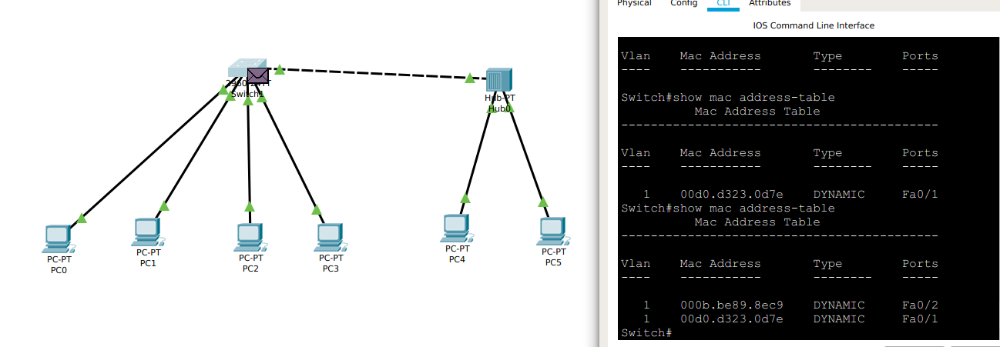 Physical Config CLI Attributes
IOS Command Line Interface
Vlan Mac Address Type Ports
---- ----------- -------- -----
Switch#show mac address-table
Mac Address Table
-------------------------------------------
Vlan Mac Address Type Ports
---- ----------- -------- -----
1 00d0.d323.0d7e DYNAMIC Fa0/1
Switch#show mac address-table
Mac Address Table
-------------------------------------------
Vlan Mac Address Type Ports
---- ----------- -------- -----
1 000b.be89.8ec9 DYNAMIC Fa0/2
1 00d0.d323.0d7e DYNAMIC Fa0/1
Switch#
Switch1
Hub-PT
Hub0
PC-PT
PC0
PC-PT
PC1
PC-PT
PC2
PC-PT
PC3
PC-PT
PC4
PC-PT
PC5